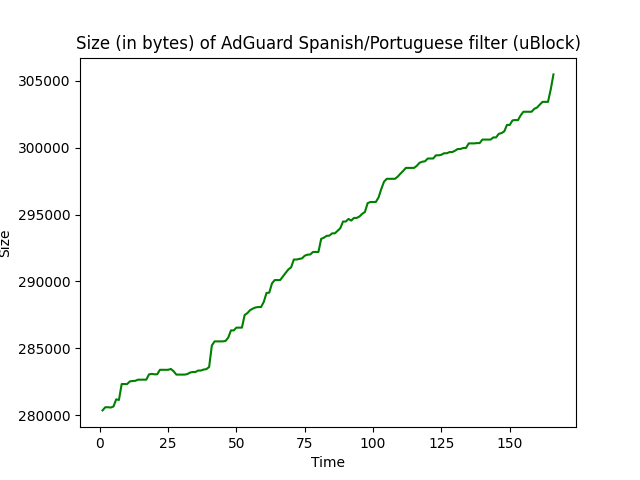 Size (in bytes) of AdGuard Spanish/Portuguese filter (uBlock)
305000
300000
295000
290000
285000
280000
Size
0 25 50 75 100 125 150
Time